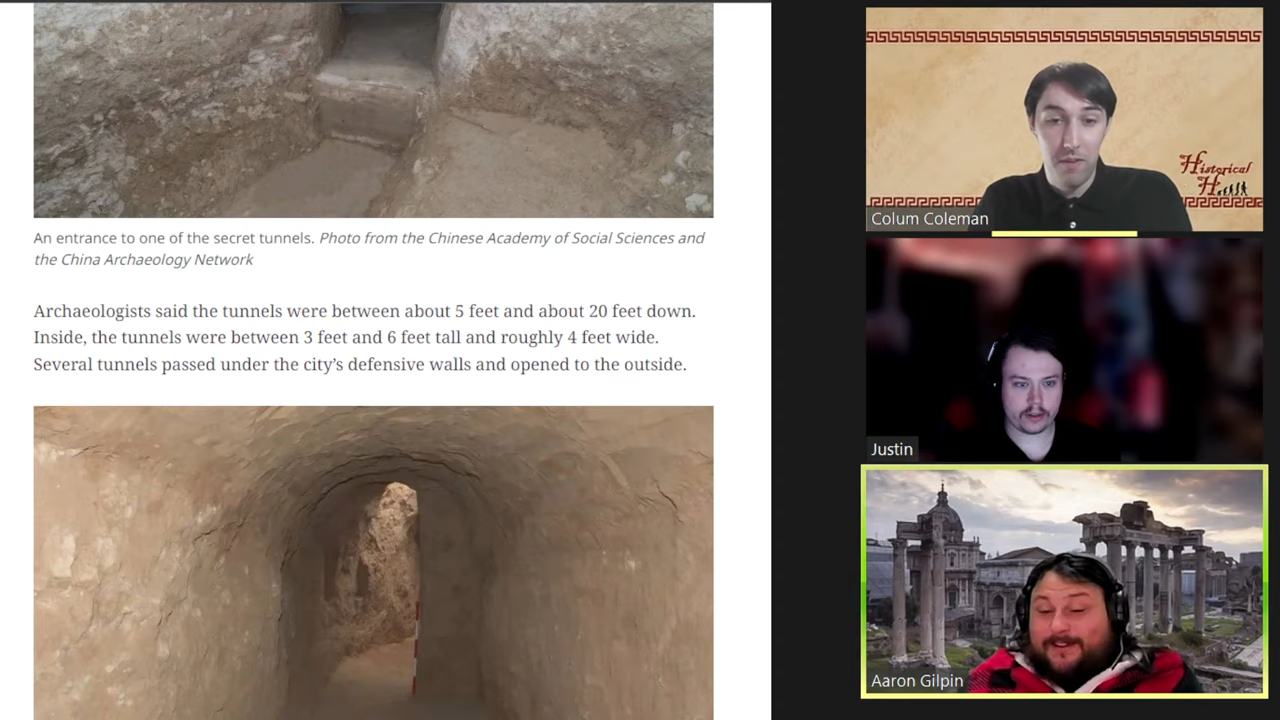 An entrance to one of the secret tunnels. Photo from the Chinese Academy of Social Sciences and
the China Archaeology Network
Archaeologists said the tunnels were between about 5 feet and about 20 feet down.
Inside, the tunnels were between 3 feet and 6 feet tall and roughly 4 feet wide.
Several tunnels passed under the city’s defensive walls and opened to the outside.
Historical
H
Colum Coleman
Justin
Aaron Gilpin